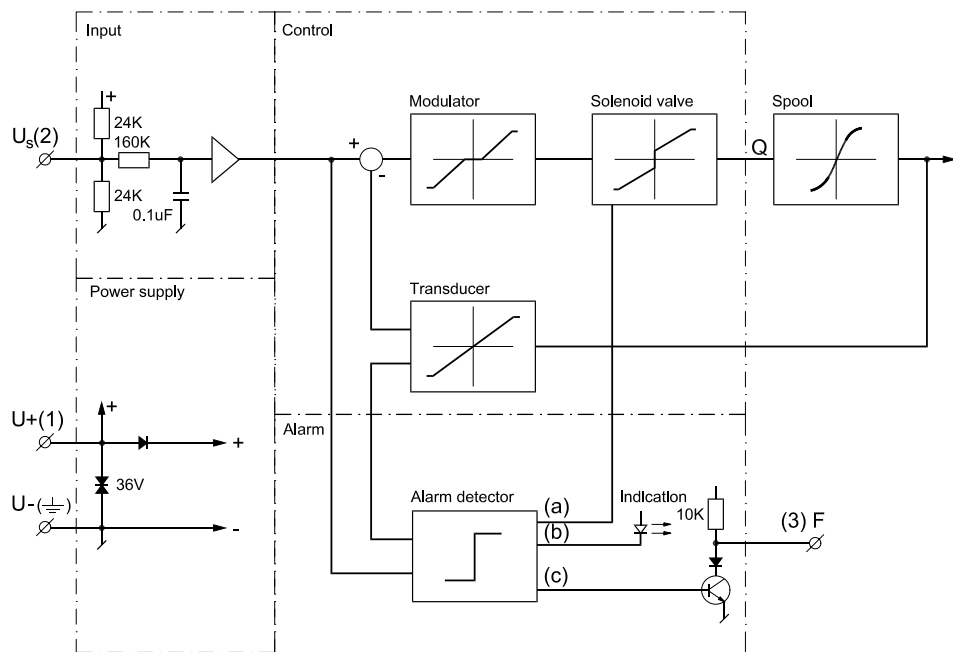 Input
Control
Modulator
Solenoid valve
Spool
+
24K
Us(2)
160K
+
-
Q
24K
0.1uF
Power supply
Transducer
+
U+(1)
+
Alarm
36V
U-(⏚)
-
Alarm detector
Indication
(a)
(b)
(c)
10K
(3) F